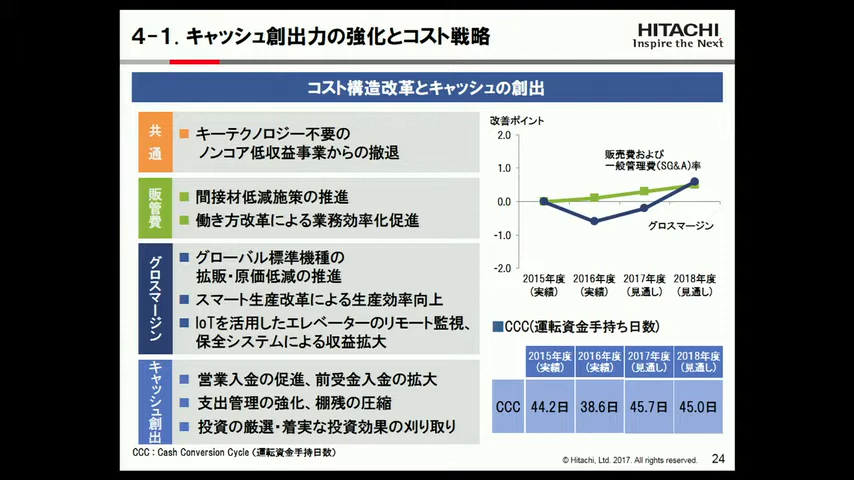 4-1. キャッシュ創出力の強化とコスト戦略
HITACHI
Inspire the Next
コスト構造改革とキャッシュの創出
共通
■ キーテクノロジー不要の
ノンコア低収益事業からの撤退
販管費
■ 間接材低減施策の推進
■ 働き方改革による業務効率化促進
グロスマージン
■ グローバル標準機種の
拡販・原価低減の推進
■ スマート生産改革による生産効率向上
■ IoTを活用したエレベーターのリモート監視、
保全システムによる収益拡大
キャッシュ創出
■ 営業入金の促進、前受金入金の拡大
■ 支出管理の強化、棚残の圧縮
■ 投資の厳選・着実な投資効果の刈り取り
CCC : Cash Conversion Cycle (運転資金手持日数)
改善ポイント
2.0
1.0
0.0
-1.0
-2.0
販売費および
一般管理費(SG&A)率
グロスマージン
2015年度 2016年度 2017年度 2018年度
(実績) (実績) (見通し) (見通し)
■CCC(運転資金手持ち日数)
2015年度 2016年度 2017年度 2018年度
(実績) (実績) (見通し) (見通し)
CCC 44.2日 38.6日 45.7日 45.0日
© Hitachi, Ltd. 2017. All rights reserved. 24